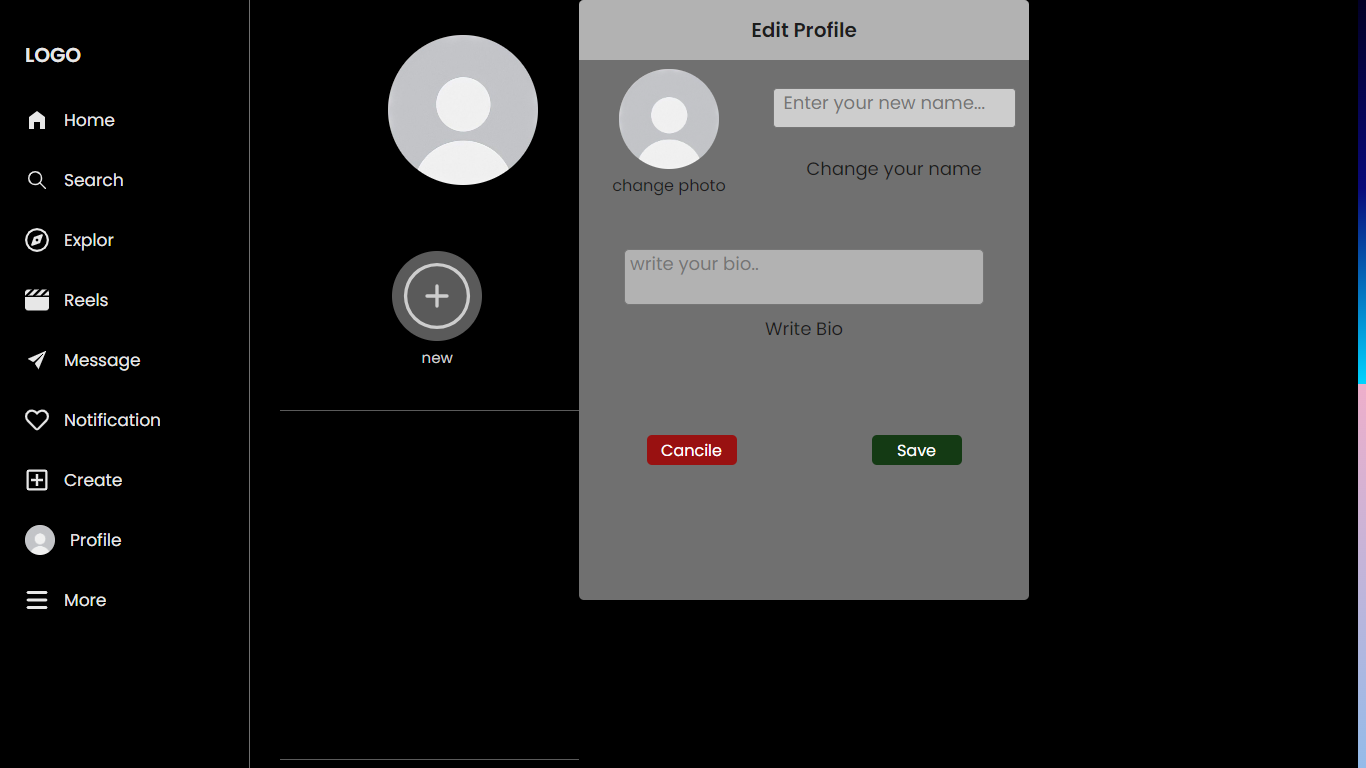 LOGO
Home
Search
Explor
Reels
Message
Notification
Create
Profile
More
new
Edit Profile
change photo
Enter your new name...
Change your name
write your bio..
Write Bio
Cancile
Save